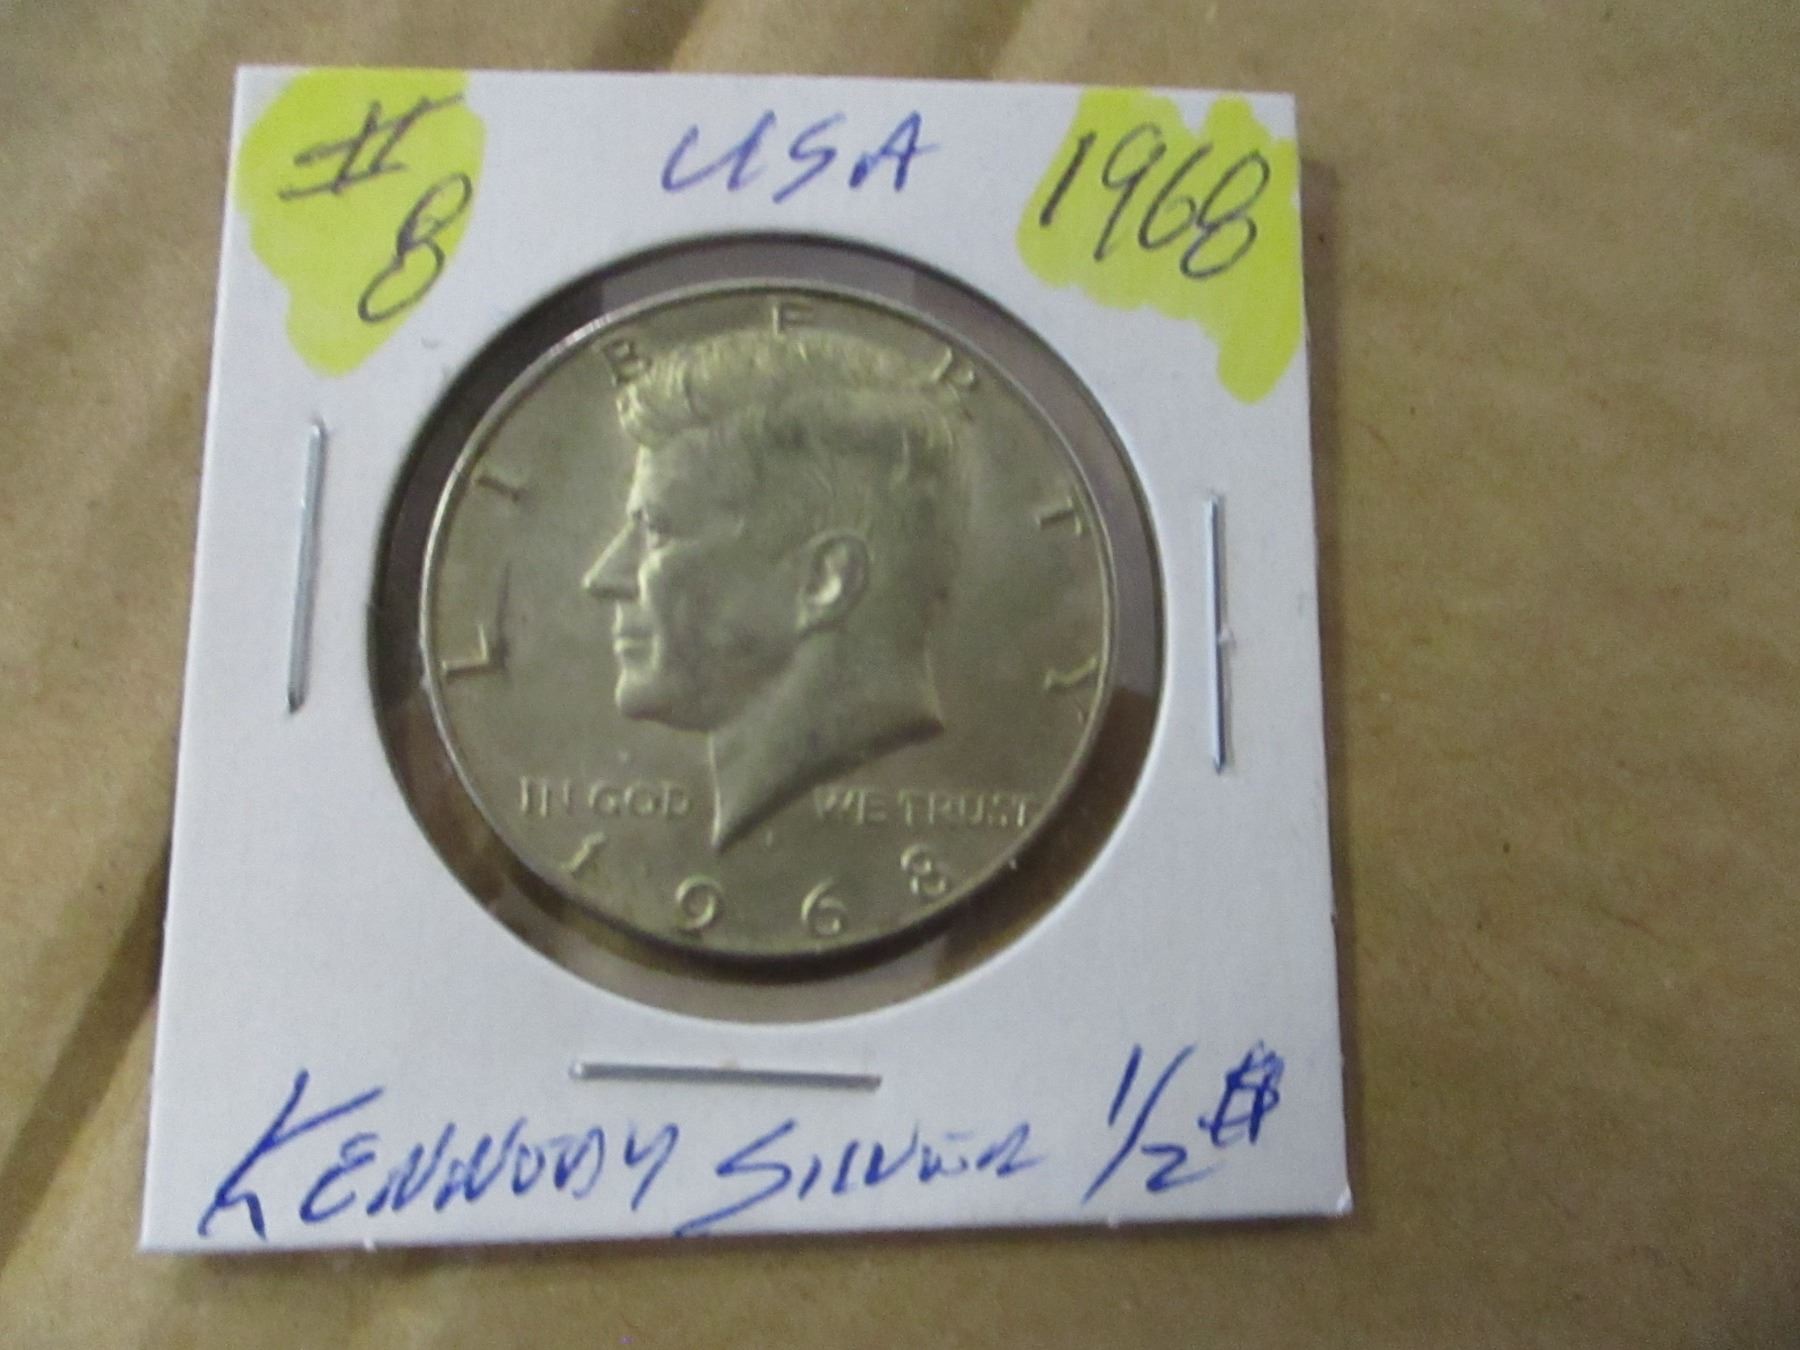 # 8
USA
1968
LIBERTY
IN GOD WE TRUST
1968
KENNEDY SILVER 1/2 $